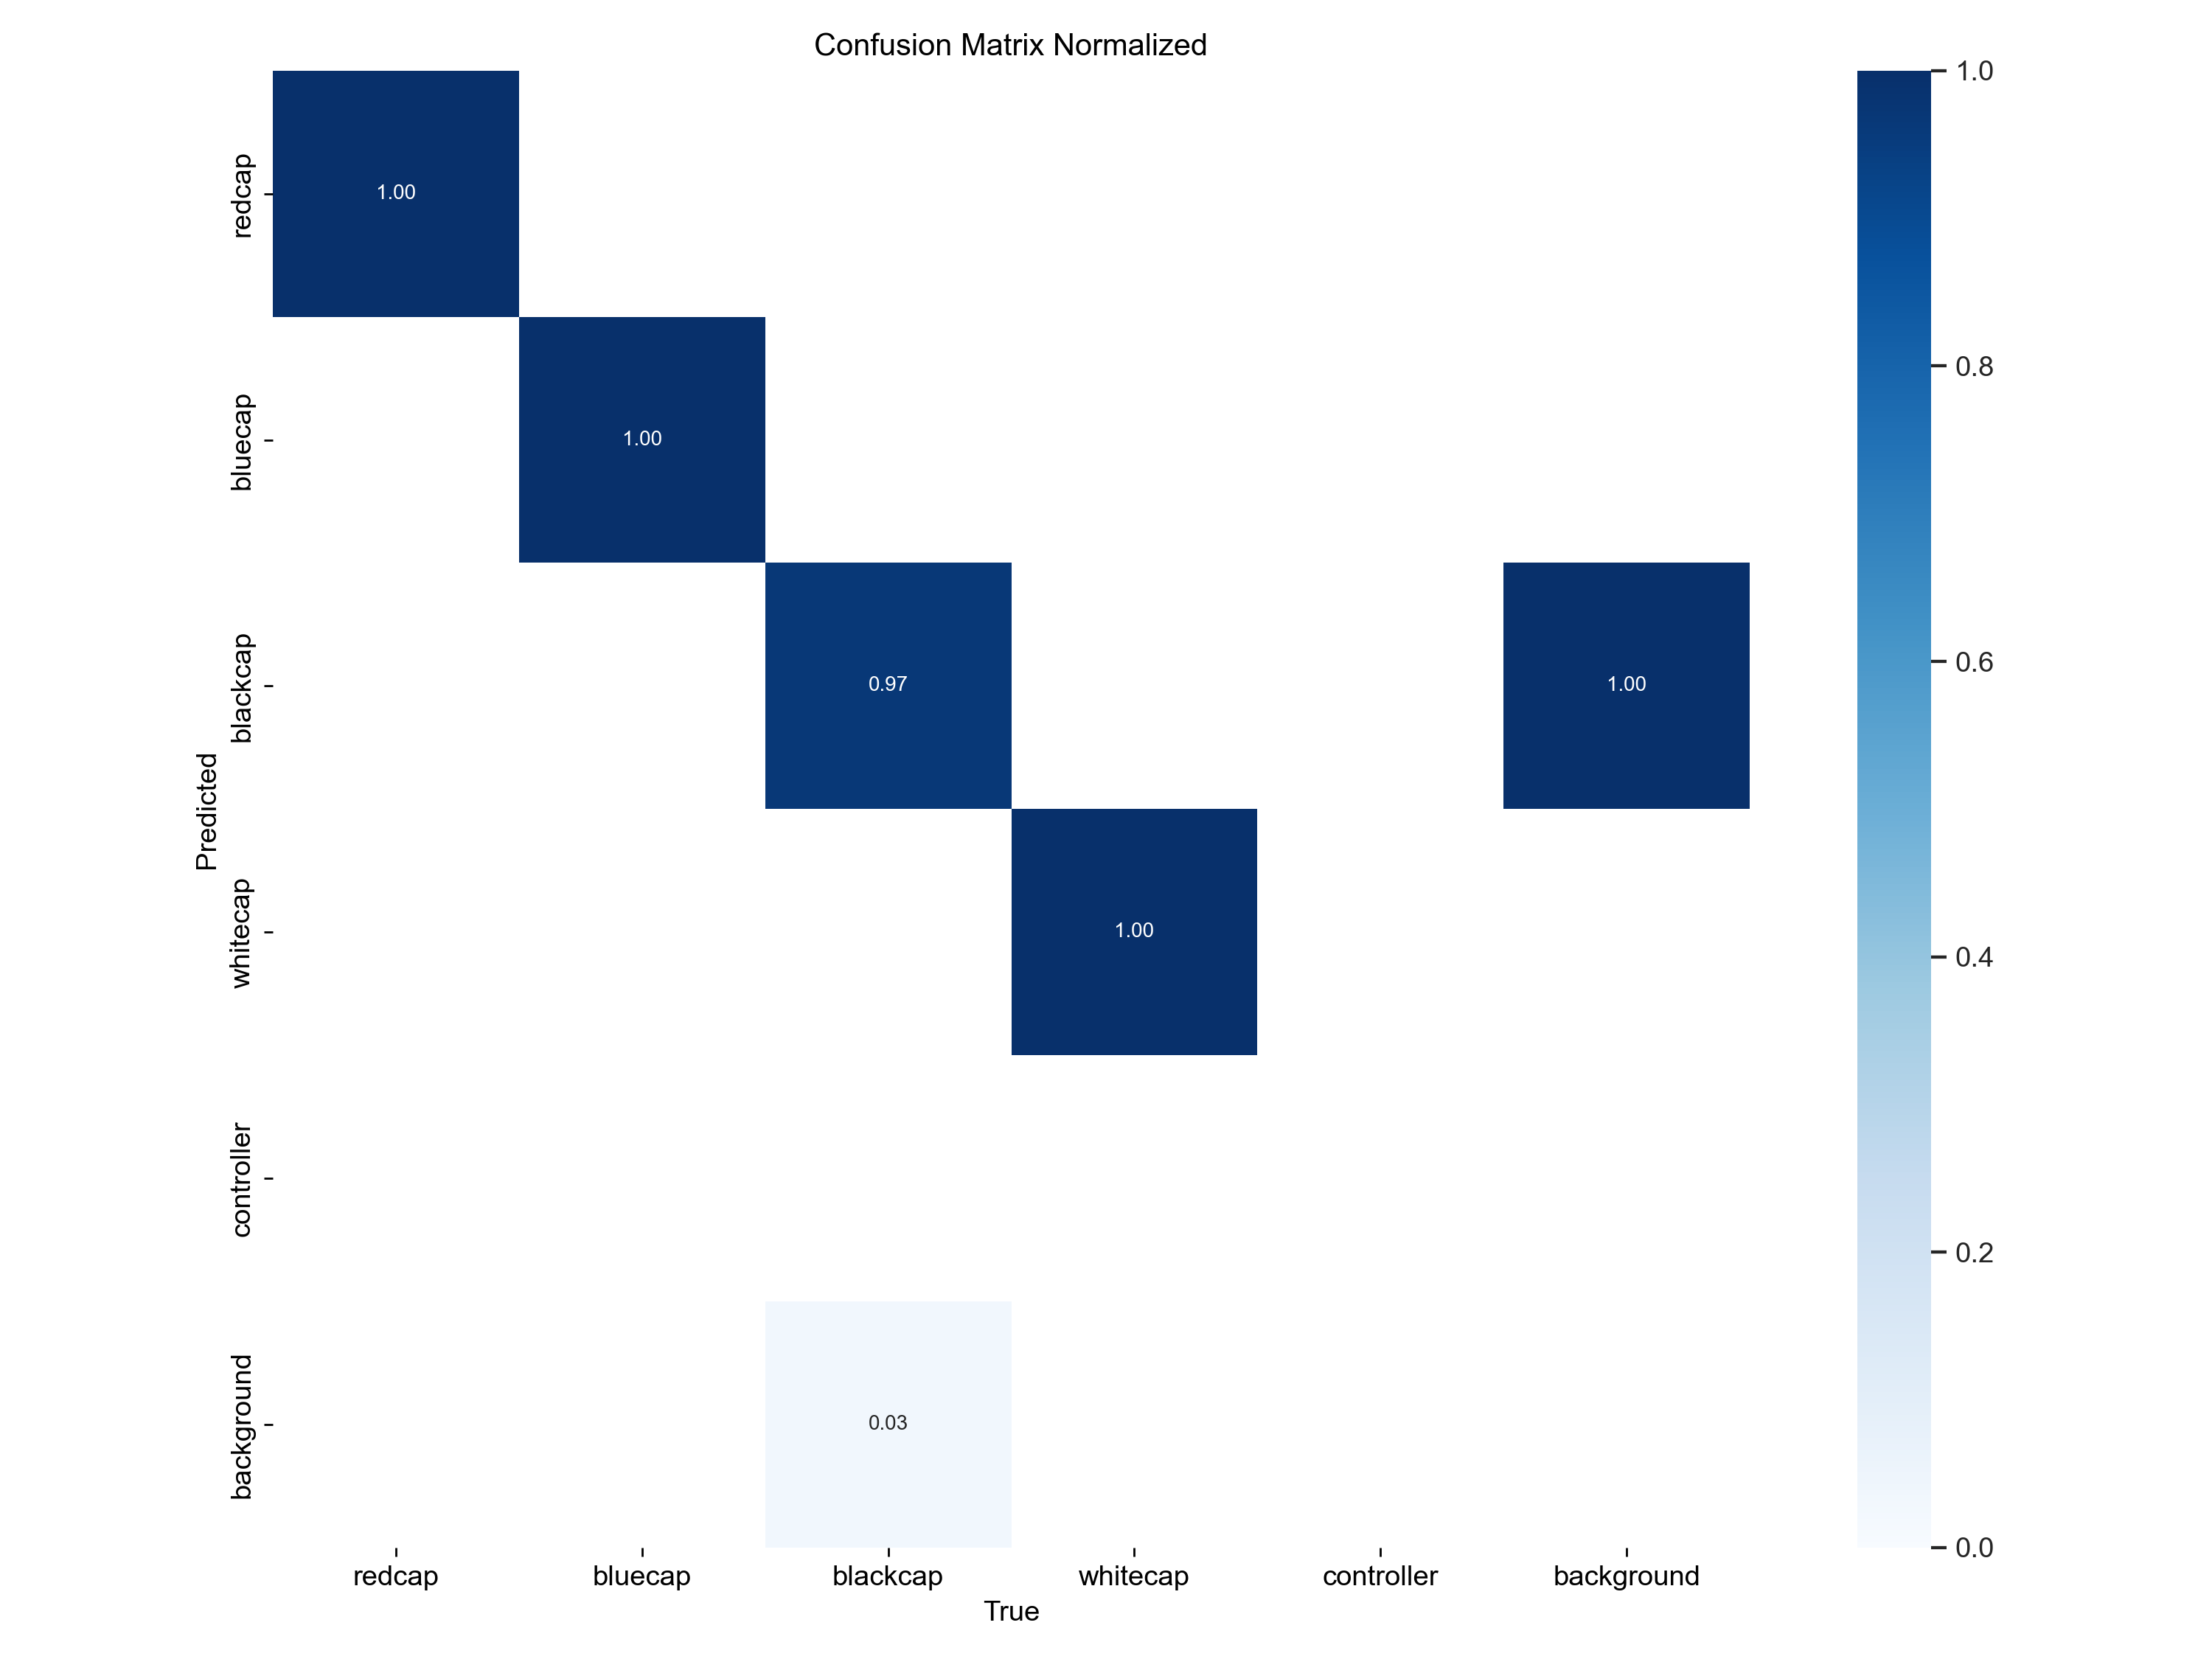 Confusion Matrix Normalized
redcap
bluecap
blackcap
whitecap
controller
background
Predicted
1.00
1.00
0.97
1.00
1.00
0.03
redcap
bluecap
blackcap
whitecap
controller
background
True
1.0
0.8
0.6
0.4
0.2
0.0